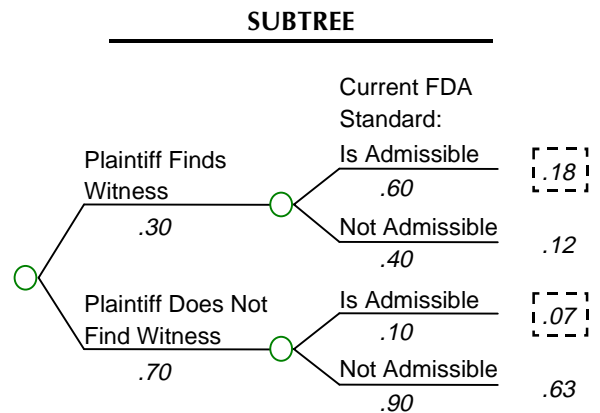 SUBTREE
Current FDA
Standard:
Plaintiff Finds
Witness
.30
Is Admissible
.60
.18
Not Admissible
.40
.12
Plaintiff Does Not
Find Witness
.70
Is Admissible
.10
.07
Not Admissible
.90
.63